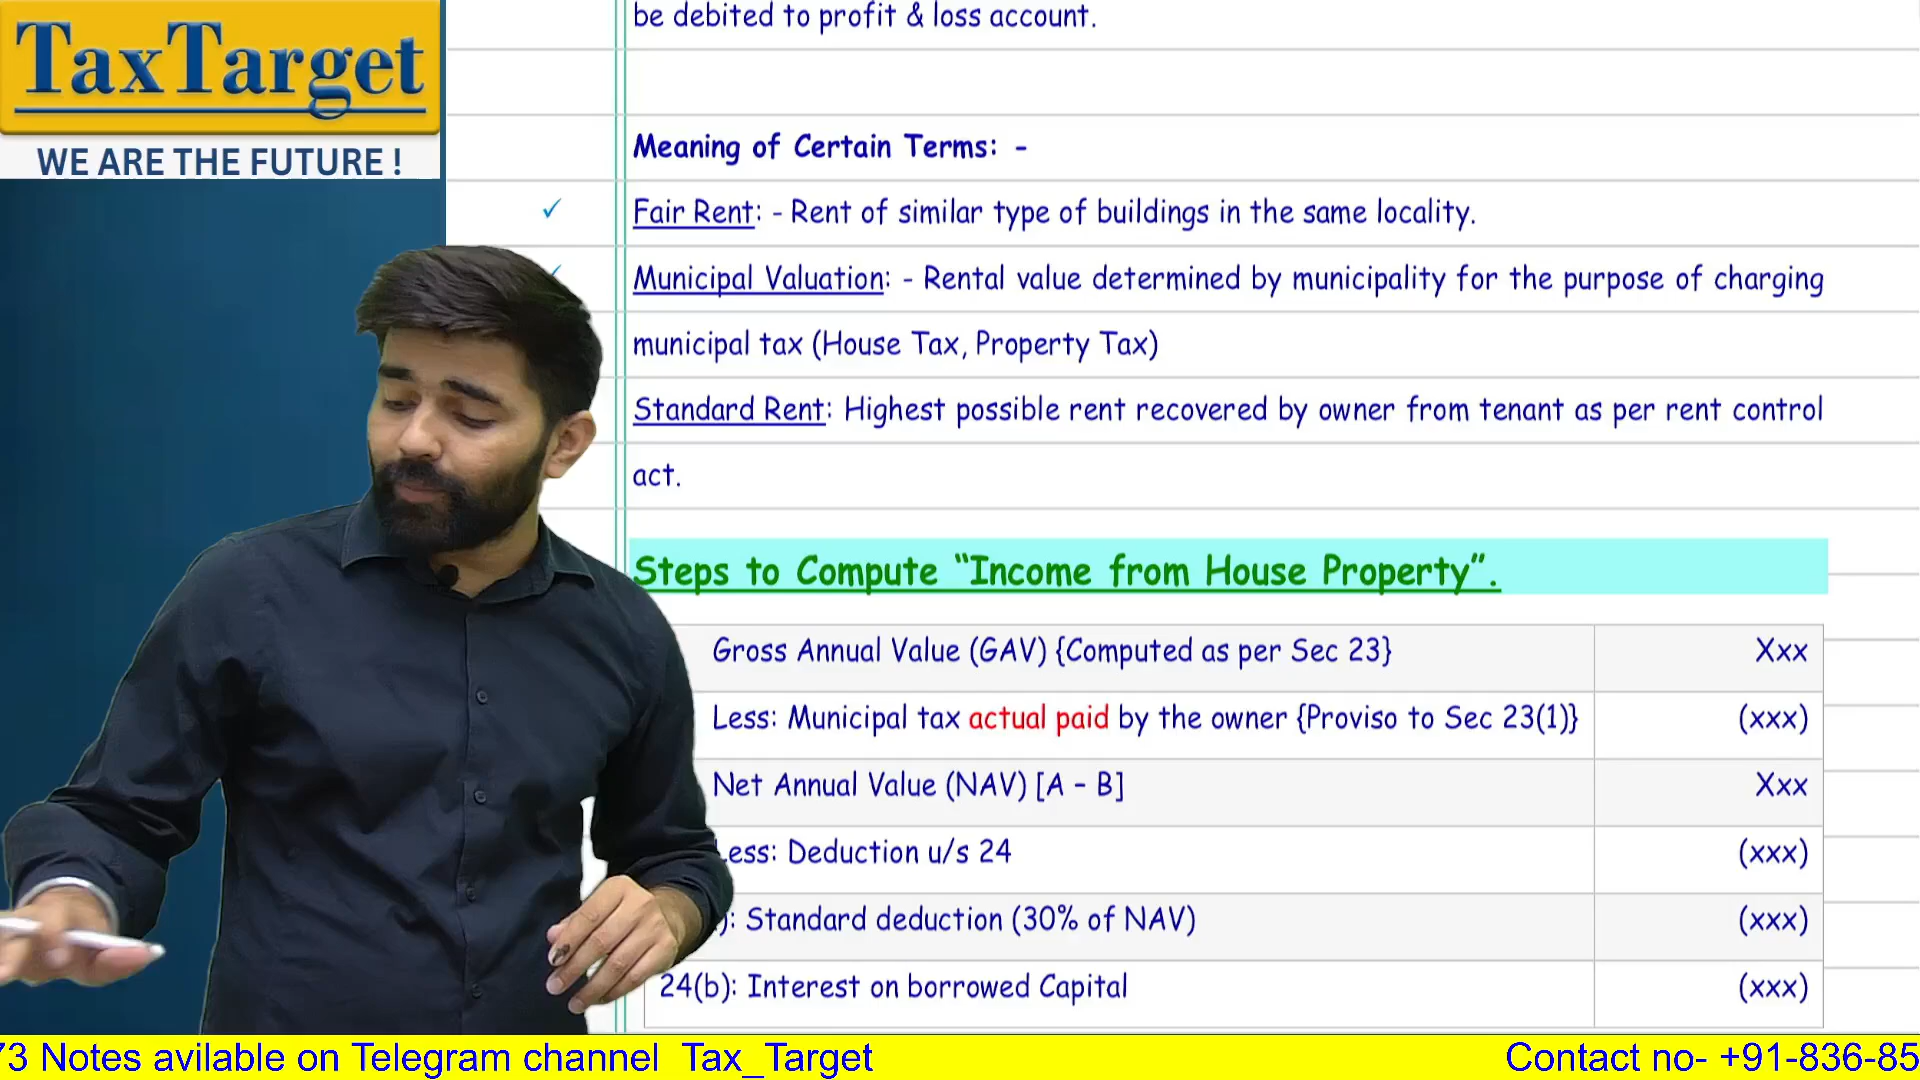 TaxTarget
WE ARE THE FUTURE !
be debited to profit & loss account.
Meaning of Certain Terms: -
Fair Rent: - Rent of similar type of buildings in the same locality.
Municipal Valuation: - Rental value determined by municipality for the purpose of charging
municipal tax (House Tax, Property Tax)
Standard Rent: Highest possible rent recovered by owner from tenant as per rent control
act.
Steps to Compute “Income from House Property”.
Gross Annual Value (GAV) {Computed as per Sec 23} Xxx
Less: Municipal tax actual paid by the owner {Proviso to Sec 23(1)} (xxx)
Net Annual Value (NAV) [A – B] Xxx
Less: Deduction u/s 24 (xxx)
): Standard deduction (30% of NAV) (xxx)
24(b): Interest on borrowed Capital (xxx)
73 Notes avilable on Telegram channel Tax_Target
Contact no- +91-836-85